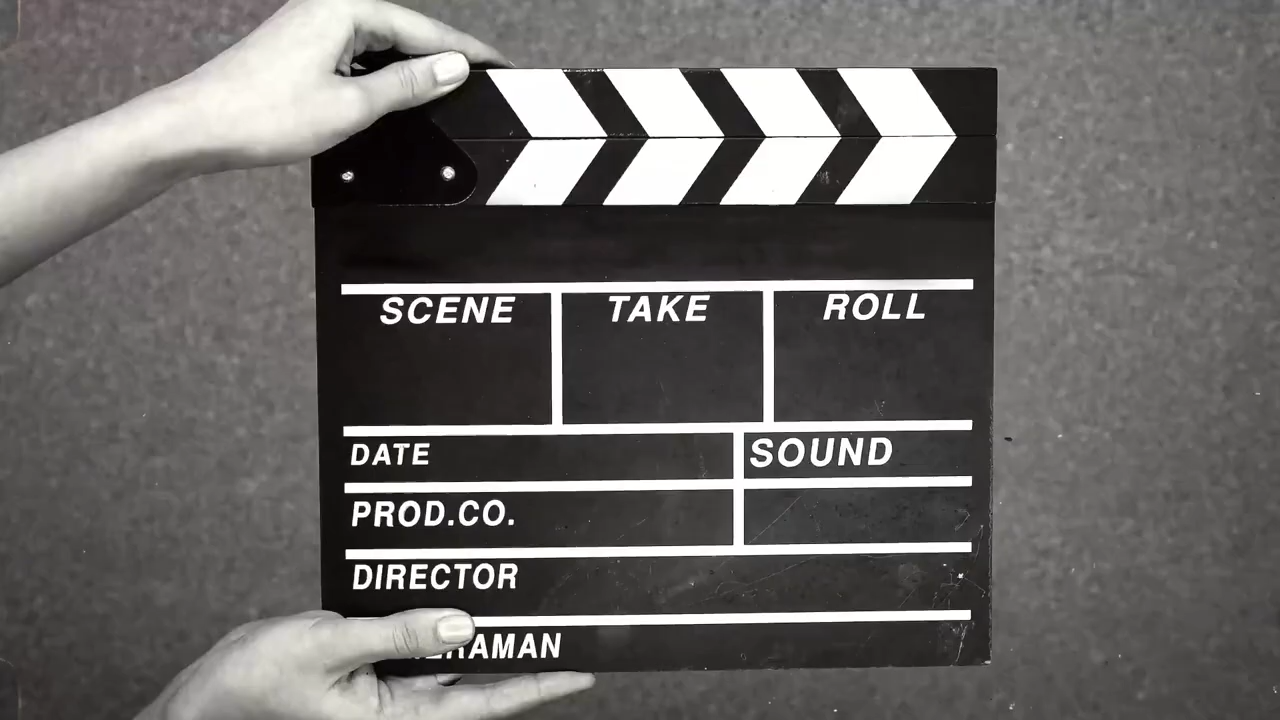 SCENE TAKE ROLL
DATE SOUND
PROD.CO.
DIRECTOR